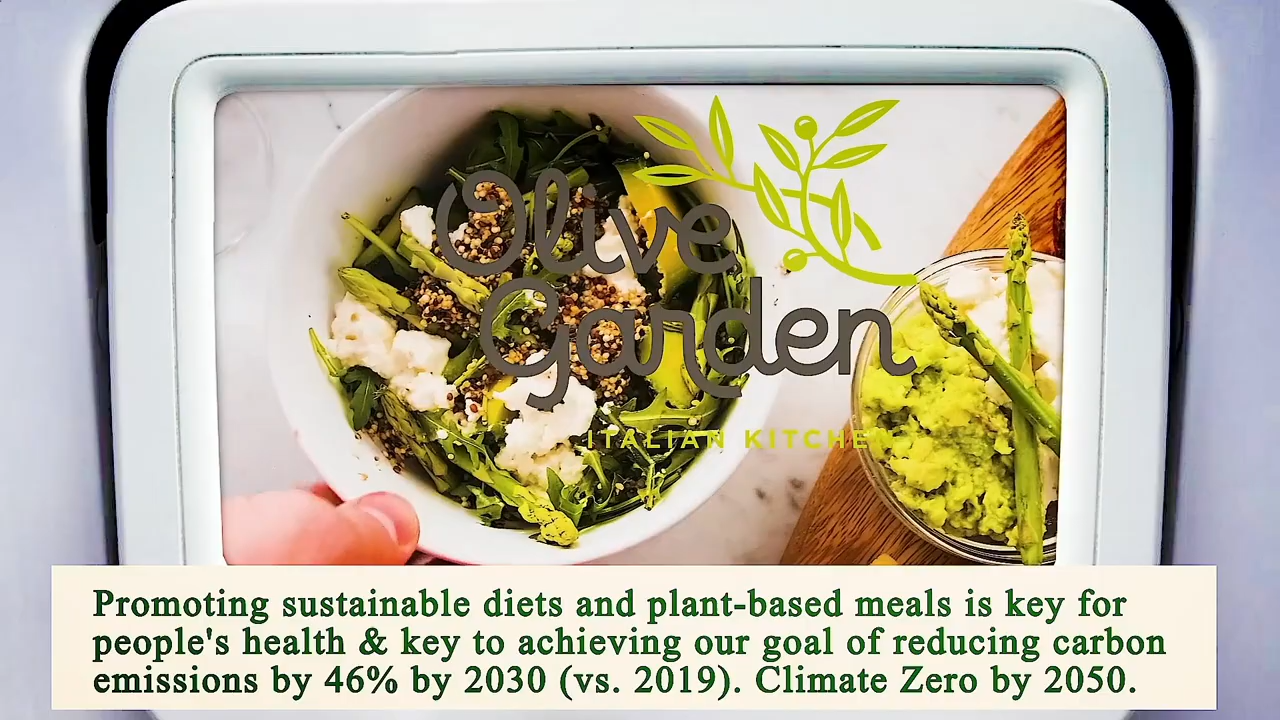 Olive
Garden
ITALIAN KITCHEN
Promoting sustainable diets and plant-based meals is key for
people's health & key to achieving our goal of reducing carbon
emissions by 46% by 2030 (vs. 2019). Climate Zero by 2050.